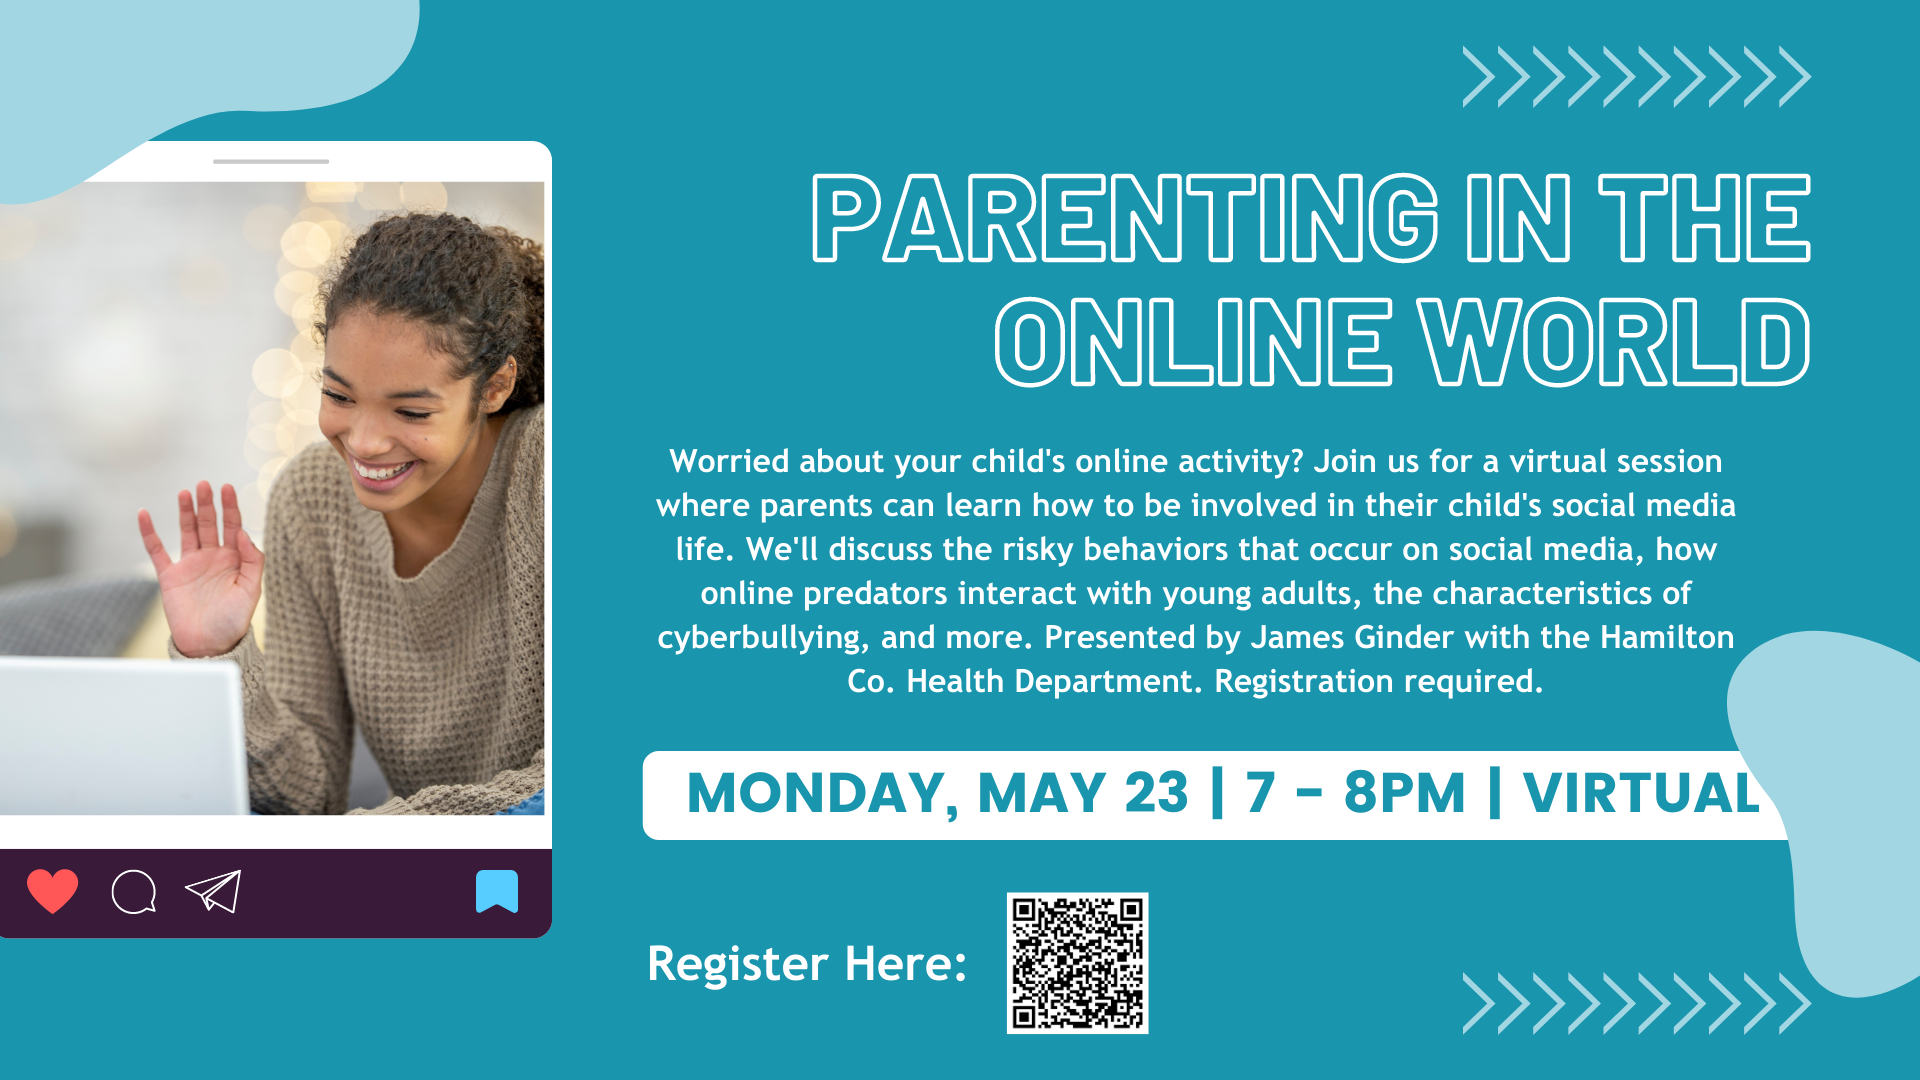 PARENTING IN THE
ONLINE WORLD
Worried about your child's online activity? Join us for a virtual session
where parents can learn how to be involved in their child's social media
life. We'll discuss the risky behaviors that occur on social media, how
online predators interact with young adults, the characteristics of
cyberbullying, and more. Presented by James Ginder with the Hamilton
Co. Health Department. Registration required.
MONDAY, MAY 23 | 7 - 8PM | VIRTUAL
Register Here: